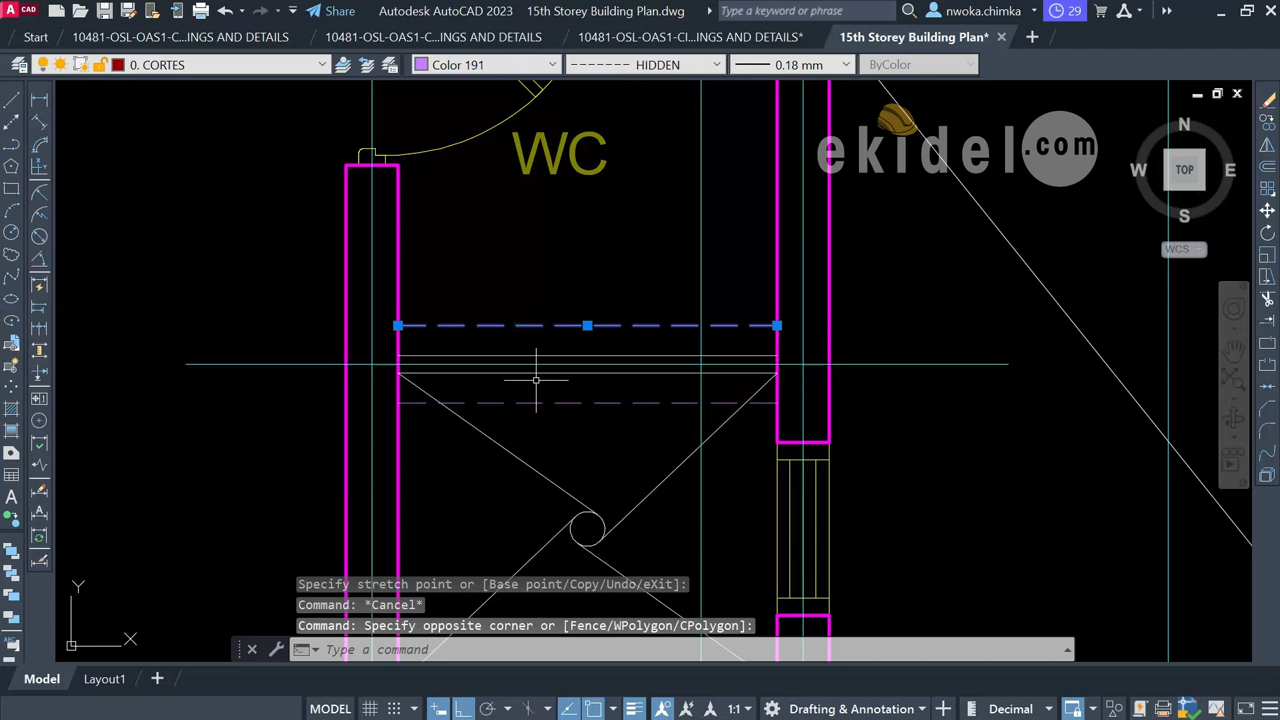 CAD
Share
Autodesk AutoCAD 2023
15th Storey Building Plan.dwg
Type a keyword or phrase
nwoka.chimka
29
Start
10481-OSL-OAS1-C...INGS AND DETAILS
10481-OSL-OAS1-C...INGS AND DETAILS
10481-OSL-OAS1-CI...INGS AND DETAILS*
15th Storey Building Plan*
0. CORTES
Color 191
HIDDEN
0.18 mm
ByColor
WC
ekidel.com
N
W
TOP
E
S
WCS
Y
X
Specify stretch point or [Base point/Copy/Undo/eXit]:
Command: *Cancel*
Command: Specify opposite corner or [Fence/WPolygon/CPolygon]:
Type a command
Model
Layout1
MODEL
1:1
Drafting & Annotation
Decimal